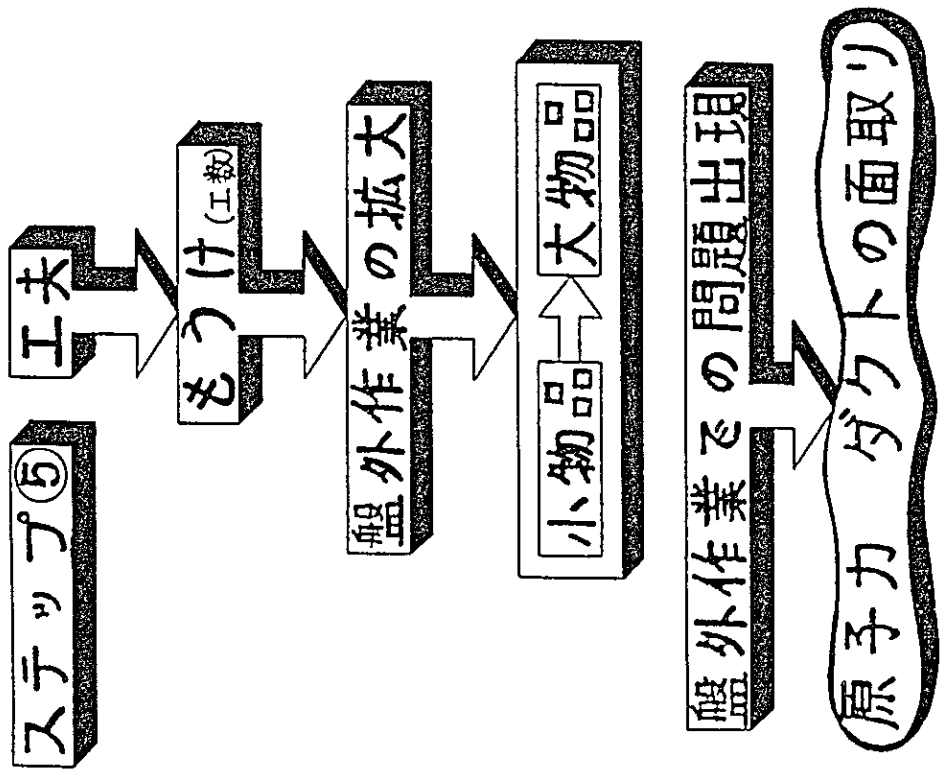 ステップ⑤
工夫
もうけ(工数)
盤外作業の拡大
小物品 大物品
盤外作業での問題出現
原子力 ダクトの面取り